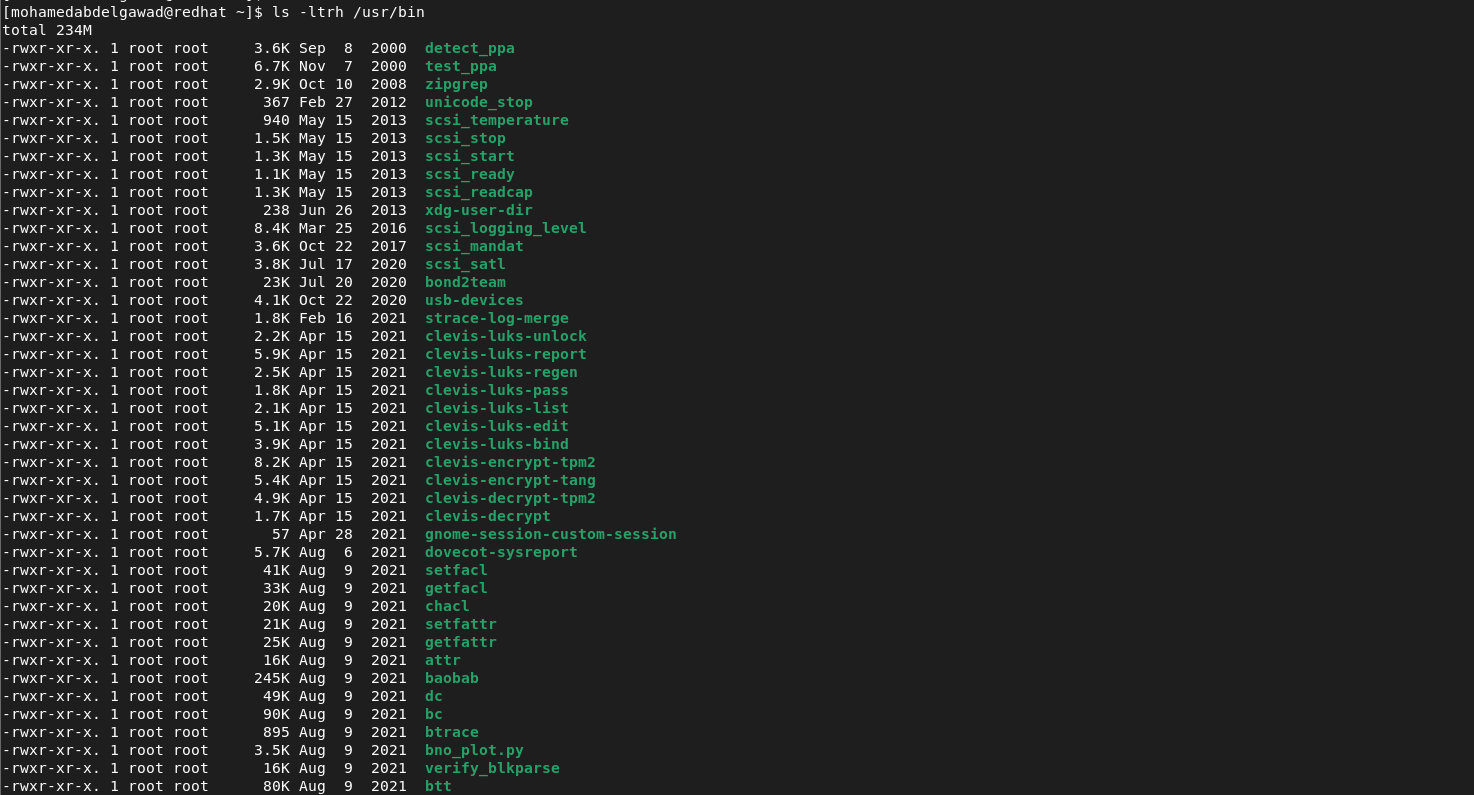 [mohamedabdelgawad@redhat ~]$ ls -ltrh /usr/bin
total 234M
-rwxr-xr-x. 1 root root     3.6K Sep  8  2000  detect_ppa
-rwxr-xr-x. 1 root root     6.7K Nov  7  2000  test_ppa
-rwxr-xr-x. 1 root root     2.9K Oct 10  2008  zipgrep
-rwxr-xr-x. 1 root root      367 Feb 27  2012  unicode_stop
-rwxr-xr-x. 1 root root      940 May 15  2013  scsi_temperature
-rwxr-xr-x. 1 root root     1.5K May 15  2013  scsi_stop
-rwxr-xr-x. 1 root root     1.3K May 15  2013  scsi_start
-rwxr-xr-x. 1 root root     1.1K May 15  2013  scsi_ready
-rwxr-xr-x. 1 root root     1.3K May 15  2013  scsi_readcap
-rwxr-xr-x. 1 root root      238 Jun 26  2013  xdg-user-dir
-rwxr-xr-x. 1 root root     8.4K Mar 25  2016  scsi_logging_level
-rwxr-xr-x. 1 root root     3.6K Oct 22  2017  scsi_mandat
-rwxr-xr-x. 1 root root     3.8K Jul 17  2020  scsi_satl
-rwxr-xr-x. 1 root root      23K Jul 20  2020  bond2team
-rwxr-xr-x. 1 root root     4.1K Oct 22  2020  usb-devices
-rwxr-xr-x. 1 root root     1.8K Feb 16  2021  strace-log-merge
-rwxr-xr-x. 1 root root     2.2K Apr 15  2021  clevis-luks-unlock
-rwxr-xr-x. 1 root root     5.9K Apr 15  2021  clevis-luks-report
-rwxr-xr-x. 1 root root     2.5K Apr 15  2021  clevis-luks-regen
-rwxr-xr-x. 1 root root     1.8K Apr 15  2021  clevis-luks-pass
-rwxr-xr-x. 1 root root     2.1K Apr 15  2021  clevis-luks-list
-rwxr-xr-x. 1 root root     5.1K Apr 15  2021  clevis-luks-edit
-rwxr-xr-x. 1 root root     3.9K Apr 15  2021  clevis-luks-bind
-rwxr-xr-x. 1 root root     8.2K Apr 15  2021  clevis-encrypt-tpm2
-rwxr-xr-x. 1 root root     5.4K Apr 15  2021  clevis-encrypt-tang
-rwxr-xr-x. 1 root root     4.9K Apr 15  2021  clevis-decrypt-tpm2
-rwxr-xr-x. 1 root root     1.7K Apr 15  2021  clevis-decrypt
-rwxr-xr-x. 1 root root       57 Apr 28  2021  gnome-session-custom-session
-rwxr-xr-x. 1 root root     5.7K Aug  6  2021  dovecot-sysreport
-rwxr-xr-x. 1 root root      41K Aug  9  2021  setfacl
-rwxr-xr-x. 1 root root      33K Aug  9  2021  getfacl
-rwxr-xr-x. 1 root root      20K Aug  9  2021  chacl
-rwxr-xr-x. 1 root root      21K Aug  9  2021  setfattr
-rwxr-xr-x. 1 root root      25K Aug  9  2021  getfattr
-rwxr-xr-x. 1 root root      16K Aug  9  2021  attr
-rwxr-xr-x. 1 root root     245K Aug  9  2021  baobab
-rwxr-xr-x. 1 root root      49K Aug  9  2021  dc
-rwxr-xr-x. 1 root root      90K Aug  9  2021  bc
-rwxr-xr-x. 1 root root      895 Aug  9  2021  btrace
-rwxr-xr-x. 1 root root     3.5K Aug  9  2021  bno_plot.py
-rwxr-xr-x. 1 root root      16K Aug  9  2021  verify_blkparse
-rwxr-xr-x. 1 root root      80K Aug  9  2021  btt